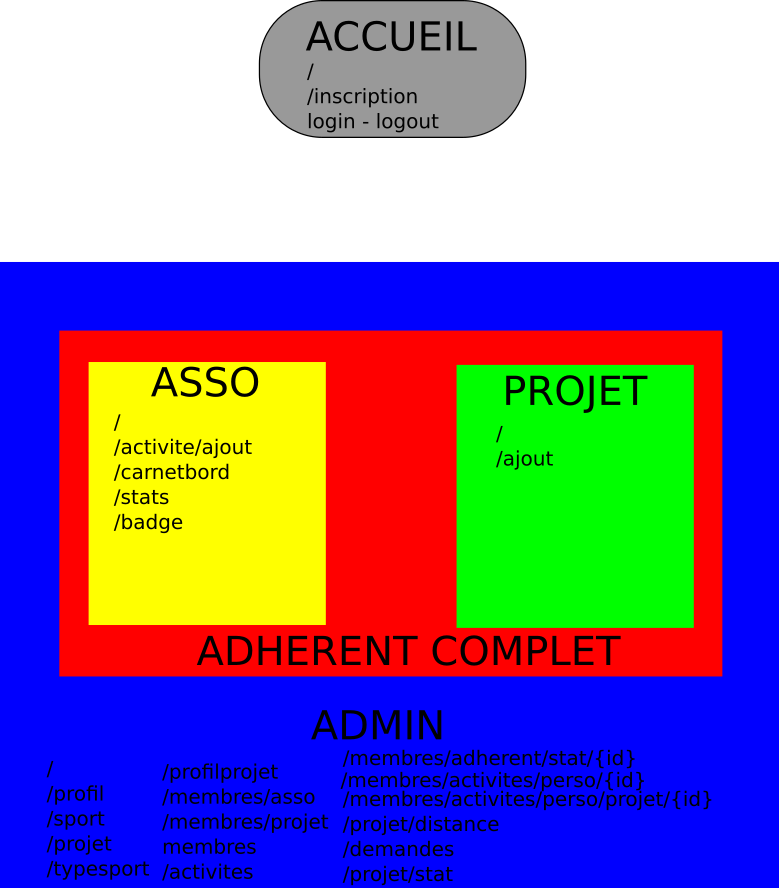 ACCUEIL
/
/inscription
login - logout
ASSO
/
/activite/ajout
/carnetbord
/stats
/badge
PROJET
/
/ajout
ADHERENT COMPLET
ADMIN
/
/profil
/sport
/projet
/typesport
/profilprojet
/membres/asso
/membres/projet
membres
/activites
/membres/adherent/stat/{id}
/membres/activites/perso/{id}
/membres/activites/perso/projet/{id}
/projet/distance
/demandes
/projet/stat